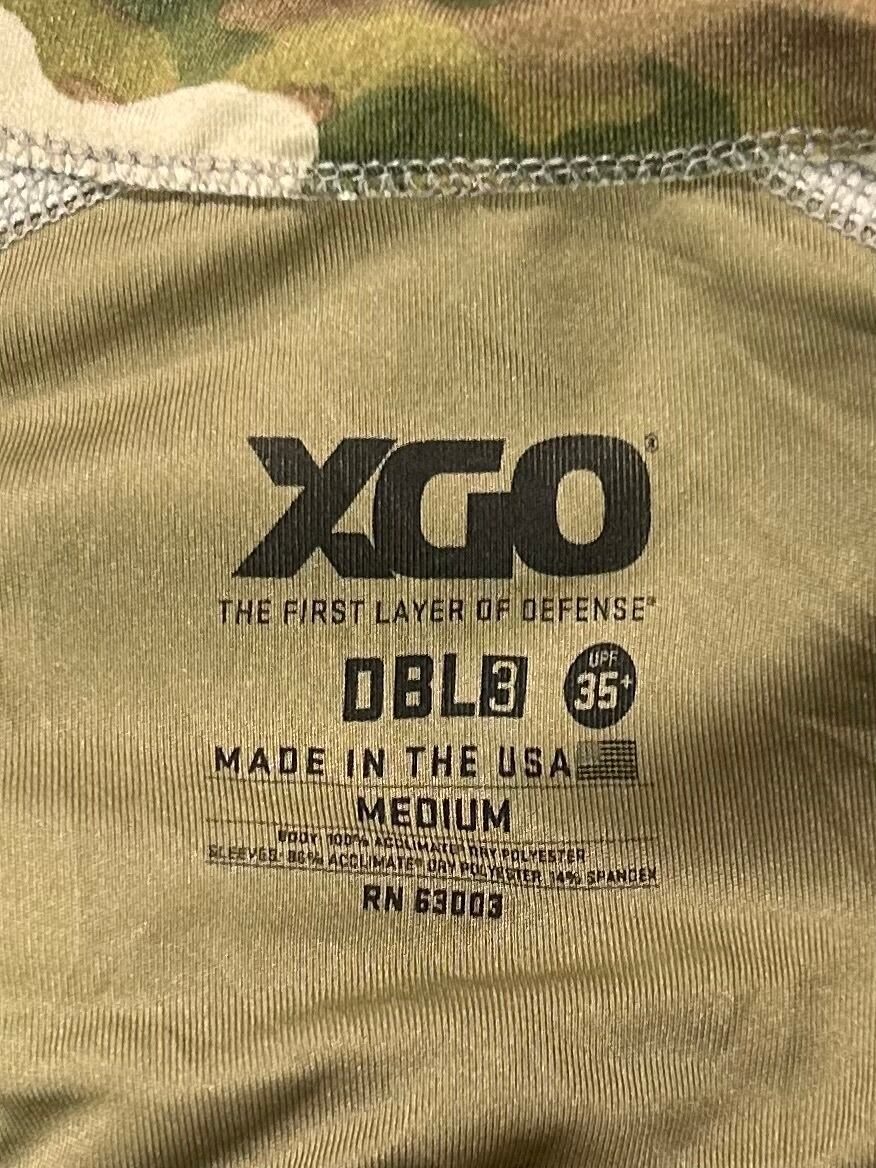 XGO®
THE FIRST LAYER OF DEFENSE®
DBL3
UPF
35+
MADE IN THE USA
MEDIUM
BODY: 100% ACCLIMATE® DRY POLYESTER
SLEEVES: 86% ACCLIMATE® DRY POLYESTER, 14% SPANDEX
RN 63003